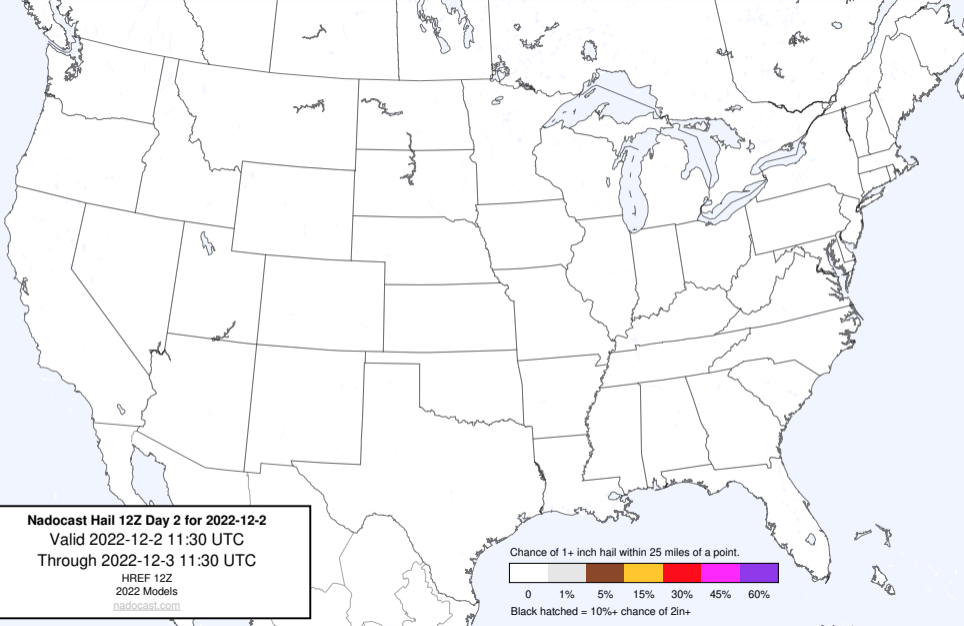 Nadocast Hail 12Z Day 2 for 2022-12-2
Valid 2022-12-2 11:30 UTC
Through 2022-12-3 11:30 UTC
HREF 12Z
2022 Models
nadocast.com
Chance of 1+ inch hail within 25 miles of a point.
0 1% 5% 15% 30% 45% 60%
Black hatched = 10%+ chance of 2in+